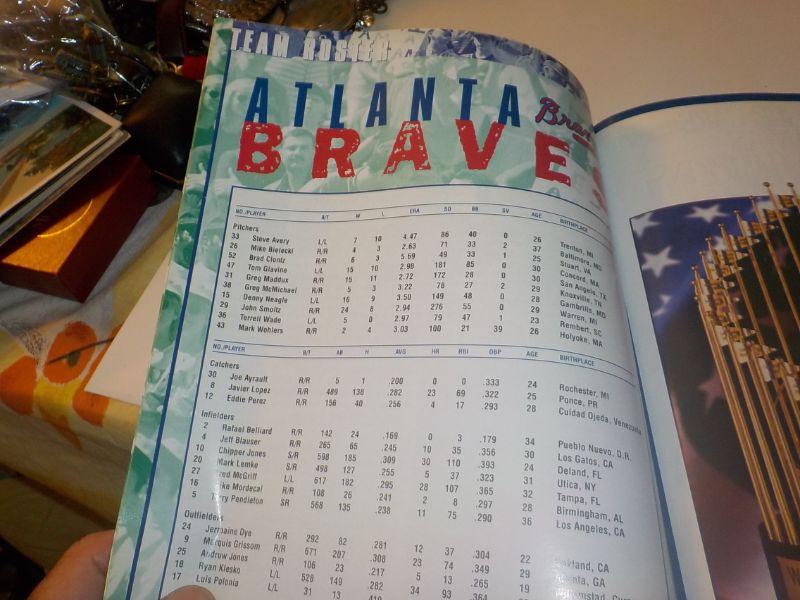 TEAM ROSTER
ATLANTA Braves
BRAVES
NO./PLAYER B/T W L ERA SO BB SV AGE BIRTHPLACE
Pitchers
33 Steve Avery L/L 7 10 4.47 86 40 0 26 Trenton, MI
26 Mike Bielecki R/R 4 3 2.63 71 33 2 37 Baltimore, MD
52 Brad Clontz R/R 6 3 5.69 49 33 1 25 Stuart, VA
47 Tom Glavine L/L 15 10 2.98 181 85 0 30 Concord, MA
31 Greg Maddux R/R 15 11 2.72 172 28 0 30 San Angelo, TX
38 Greg McMichael R/R 5 3 3.22 78 27 2 29 Knoxville, TN
15 Denny Neagle L/L 16 9 3.50 149 48 0 28 Gambrills, MD
29 John Smoltz R/R 24 8 2.94 276 55 0 29 Warren, MI
36 Terrell Wade L/L 5 0 2.97 79 47 1 23 Rembert, SC
43 Mark Wohlers R/R 2 4 3.03 100 21 39 26 Holyoke, MA
NO./PLAYER B/T AB H AVG HR RBI OBP AGE BIRTHPLACE
Catchers
30 Joe Ayrault R/R 5 1 .200 0 0 .333 24 Rochester, MI
8 Javier Lopez R/R 489 138 .282 23 69 .322 25 Ponce, PR
12 Eddie Perez R/R 156 40 .256 4 17 .293 28 Cuidad Ojeda, Venezuela
Infielders
2 Rafael Belliard R/R 142 24 .169 0 3 .179 34 Pueblo Nuevo, D.R.
4 Jeff Blauser R/R 265 65 .245 10 35 .356 30 Los Gatos, CA
10 Chipper Jones S/R 598 185 .309 30 110 .393 24 Deland, FL
20 Mark Lemke S/R 498 127 .255 5 37 .323 31 Utica, NY
27 Fred McGriff L/L 617 182 .295 28 107 .365 32 Tampa, FL
16 Mike Mordecai R/R 108 26 .241 2 8 .297 28 Birmingham, AL
5 Terry Pendleton SR 568 135 .238 11 75 .290 36 Los Angeles, CA
Outfielders
24 Jermaine Dye R/R 292 82 .281 12 37 .304 22 Oakland, CA
9 Marquis Grissom R/R 671 207 .308 23 74 .349 29 Atlanta, GA
25 Andruw Jones R/R 106 23 .217 5 13 .265 19
18 Ryan Klesko L/L 528 149 .282 34 93 .364
17 Luis Polonia L/L 31 13